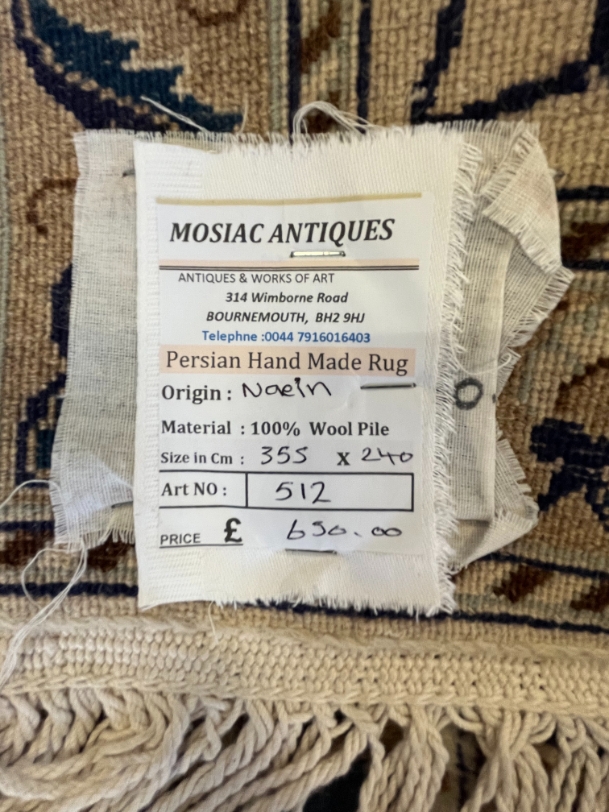 MOSIAC ANTIQUES
ANTIQUES & WORKS OF ART
314 Wimborne Road
BOURNEMOUTH, BH2 9HJ
Telephne :0044 7916016403
Persian Hand Made Rug
Origin : Naein
Material : 100% Wool Pile
Size in Cm : 355 X 240
Art NO : 512
PRICE £ 650.00